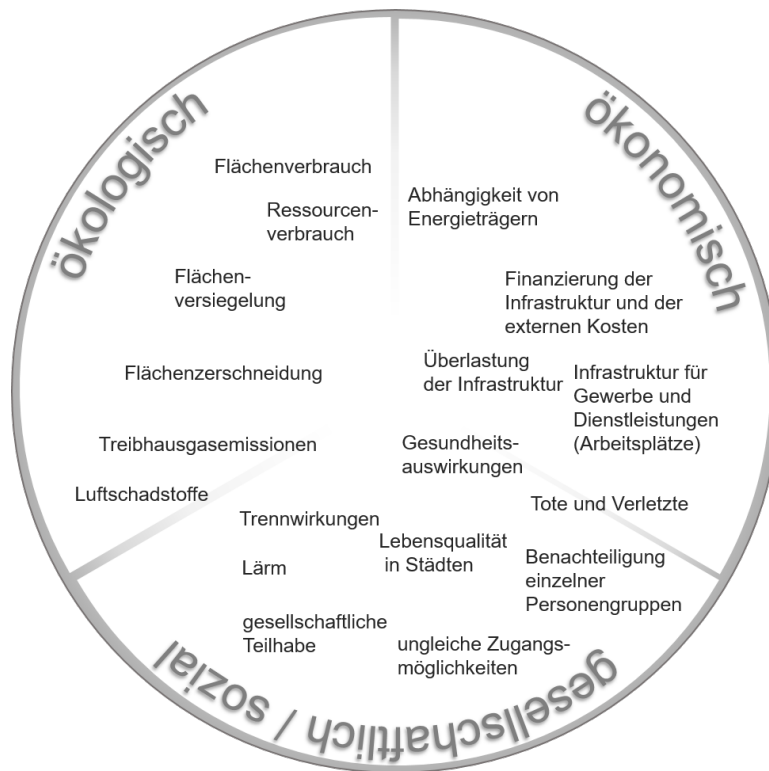 ökologisch
ökonomisch
Flächenverbrauch
Ressourcen-
verbrauch
Flächen-
versiegelung
Flächenzerschneidung
Treibhausgasemissionen
Luftschadstoffe
Abhängigkeit von
Energieträgern
Finanzierung der
Infrastruktur und der
externen Kosten
Überlastung
der Infrastruktur
Infrastruktur für
Gewerbe und
Dienstleistungen
(Arbeitsplätze)
Gesundheits-
auswirkungen
Tote und Verletzte
Trennwirkungen
Lebensqualität
in Städten
Lärm
Benachteiligung
einzelner
Personengruppen
gesellschaftliche
Teilhabe
ungleiche Zugangs-
möglichkeiten
gesellschaftlich / sozial